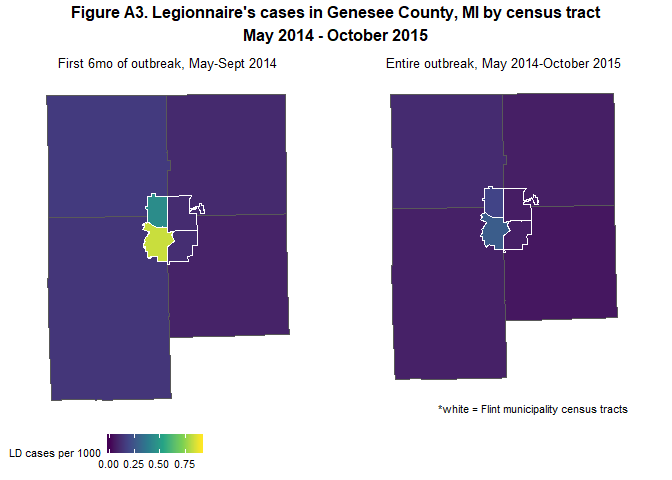 Figure A3. Legionnaire's cases in Genesee County, MI by census tract
May 2014 - October 2015
First 6mo of outbreak, May-Sept 2014
Entire outbreak, May 2014-October 2015
*white = Flint municipality census tracts
LD cases per 1000
0.00 0.25 0.50 0.75